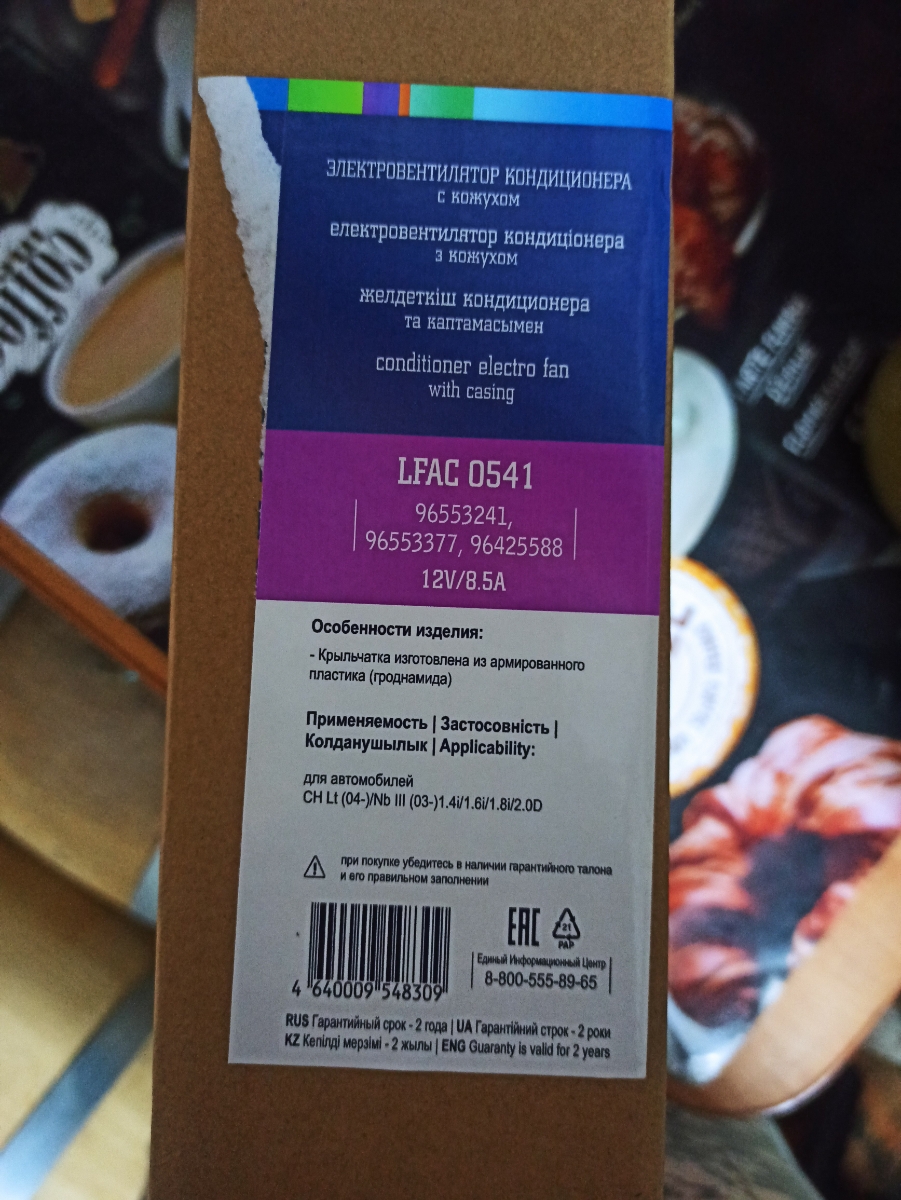 ЭЛЕКТРОВЕНТИЛЯТОР КОНДИЦИОНЕРА
с кожухом
електровентилятор кондиціонера
з кожухом
желдеткіш кондиционера
та каптамасымен
conditioner electro fan
with casing
LFAC 0541
96553241,
96553377, 96425588
12V/8.5A
Особенности изделия:
- Крыльчатка изготовлена из армированного
пластика (гроднамида)
Применяемость | Застосовність |
Колданушылык | Applicability:
для автомобилей
CH Lt (04-)/Nb III (03-)1.4i/1.6i/1.8i/2.0D
при покупке убедитесь в наличии гарантийного талона
и его правильном заполнении
EAC
21
PAP
Единый Информационный Центр
8-800-555-89-65
4 640009 548309
RUS Гарантийный срок - 2 года | UA Гарантійний строк - 2 роки
KZ Кепілді мерзімі - 2 жылы | ENG Guaranty is valid for 2 years
coffee